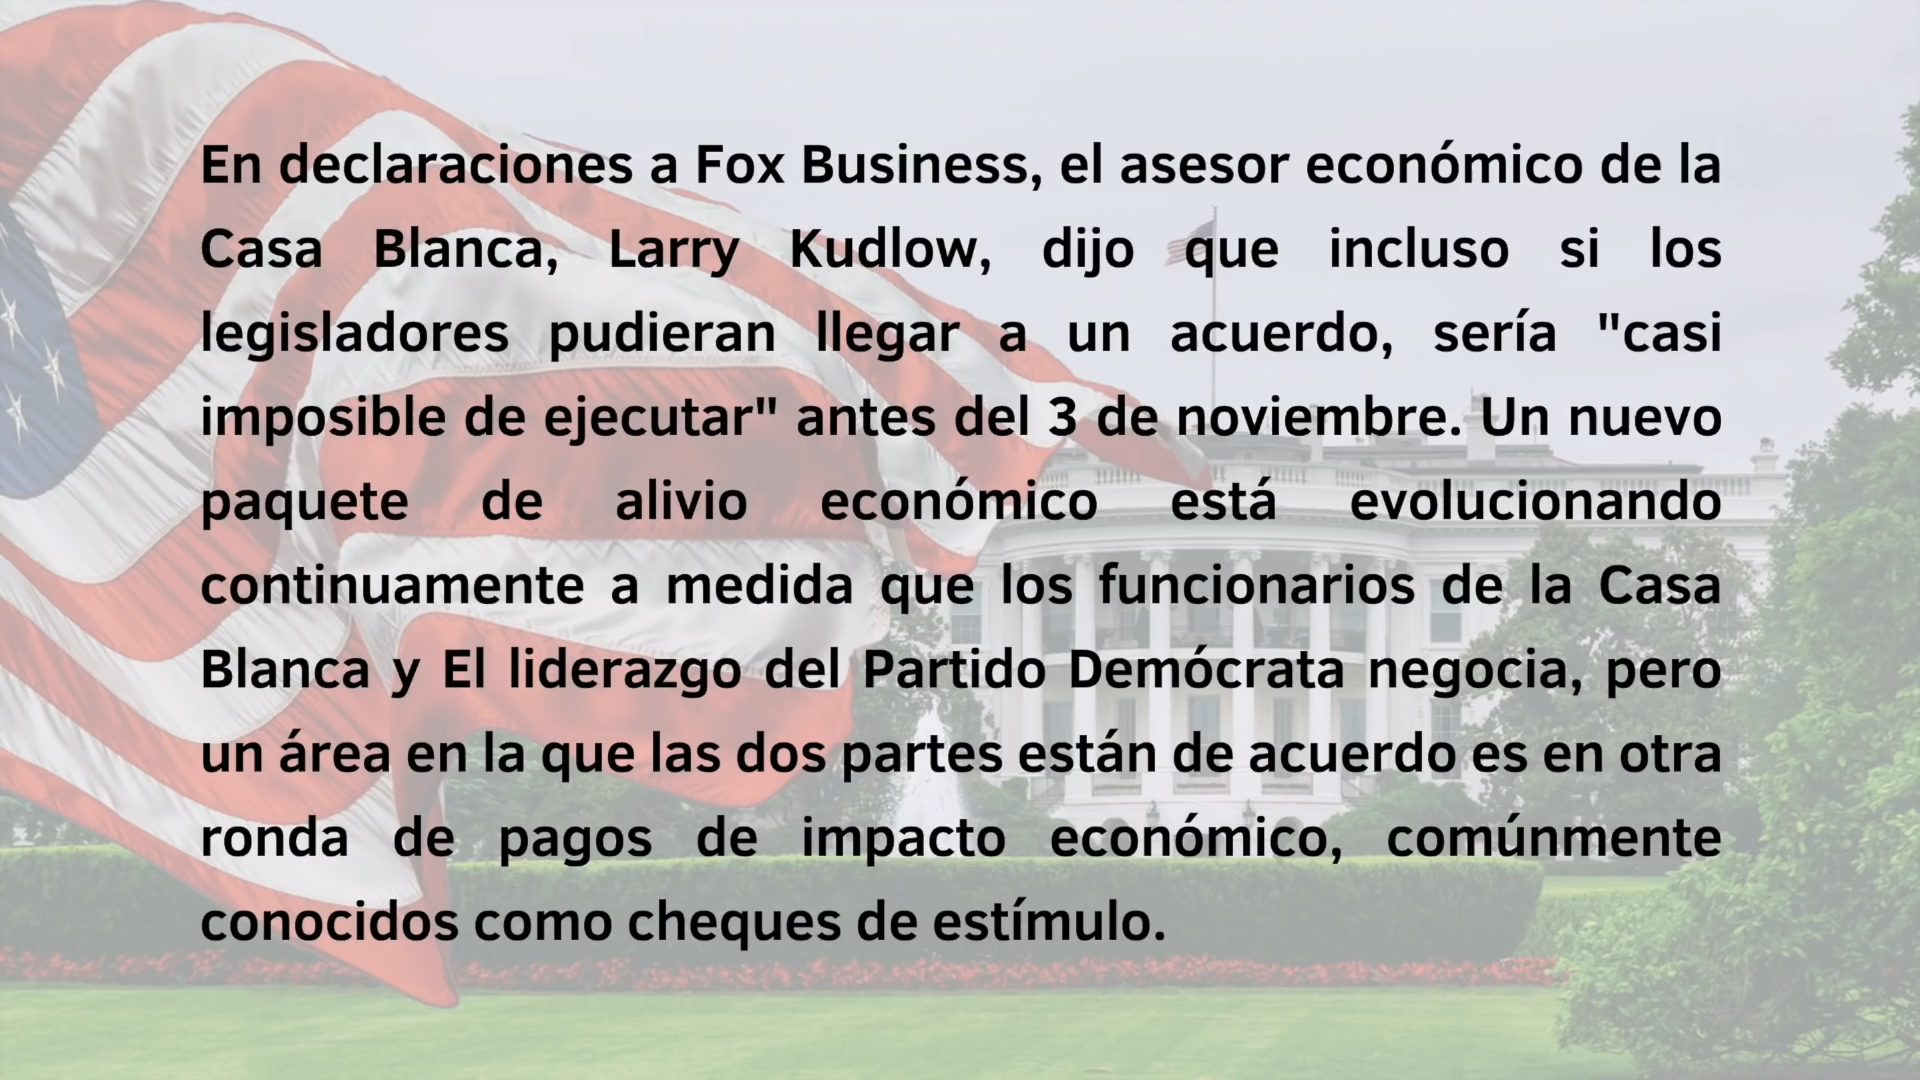 En declaraciones a Fox Business, el asesor económico de la
Casa Blanca, Larry Kudlow, dijo que incluso si los
legisladores pudieran llegar a un acuerdo, sería "casi
imposible de ejecutar" antes del 3 de noviembre. Un nuevo
paquete de alivio económico está evolucionando
continuamente a medida que los funcionarios de la Casa
Blanca y El liderazgo del Partido Demócrata negocia, pero
un área en la que las dos partes están de acuerdo es en otra
ronda de pagos de impacto económico, comúnmente
conocidos como cheques de estímulo.